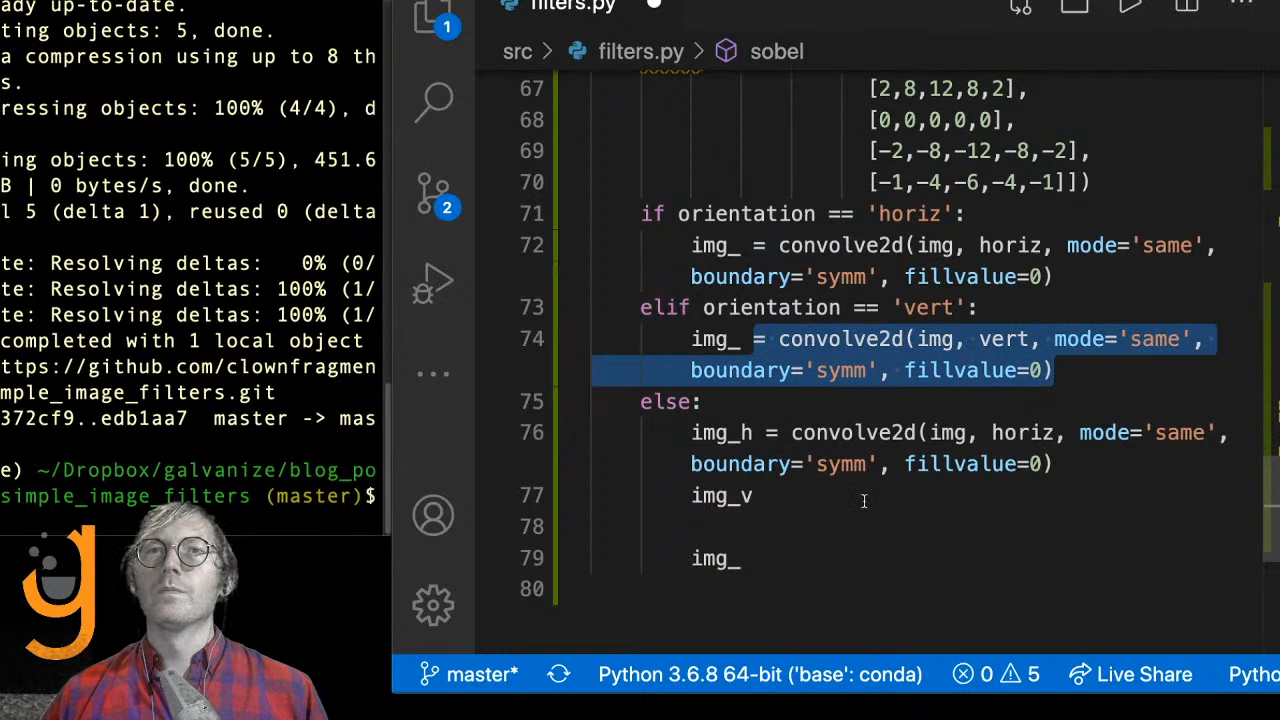 ady up-to-date.
ting objects: 5, done.
a compression using up to 8 th
s.
ressing objects: 100% (4/4), d
ing objects: 100% (5/5), 451.6
B | 0 bytes/s, done.
l 5 (delta 1), reused 0 (delta
te: Resolving deltas:   0% (0/
te: Resolving deltas: 100% (1/
te: Resolving deltas: 100% (1/
completed with 1 local object
ttps://github.com/clownfragmen
mple_image_filters.git
372cf9..edb1aa7  master -> mas
e) ~/Dropbox/galvanize/blog_po
simple_image_filters (master)$
g
1
2
filters.py
src > filters.py > sobel
67 [2,8,12,8,2],
68 [0,0,0,0,0],
69 [-2,-8,-12,-8,-2],
70 [-1,-4,-6,-4,-1]])
71 if orientation == 'horiz':
72 img_ = convolve2d(img, horiz, mode='same',
boundary='symm', fillvalue=0)
73 elif orientation == 'vert':
74 img_ = convolve2d(img, vert, mode='same',
boundary='symm', fillvalue=0)
75 else:
76 img_h = convolve2d(img, horiz, mode='same',
boundary='symm', fillvalue=0)
77 img_v
78
79 img_
80
master* Python 3.6.8 64-bit ('base': conda) 0 5 Live Share Pytho